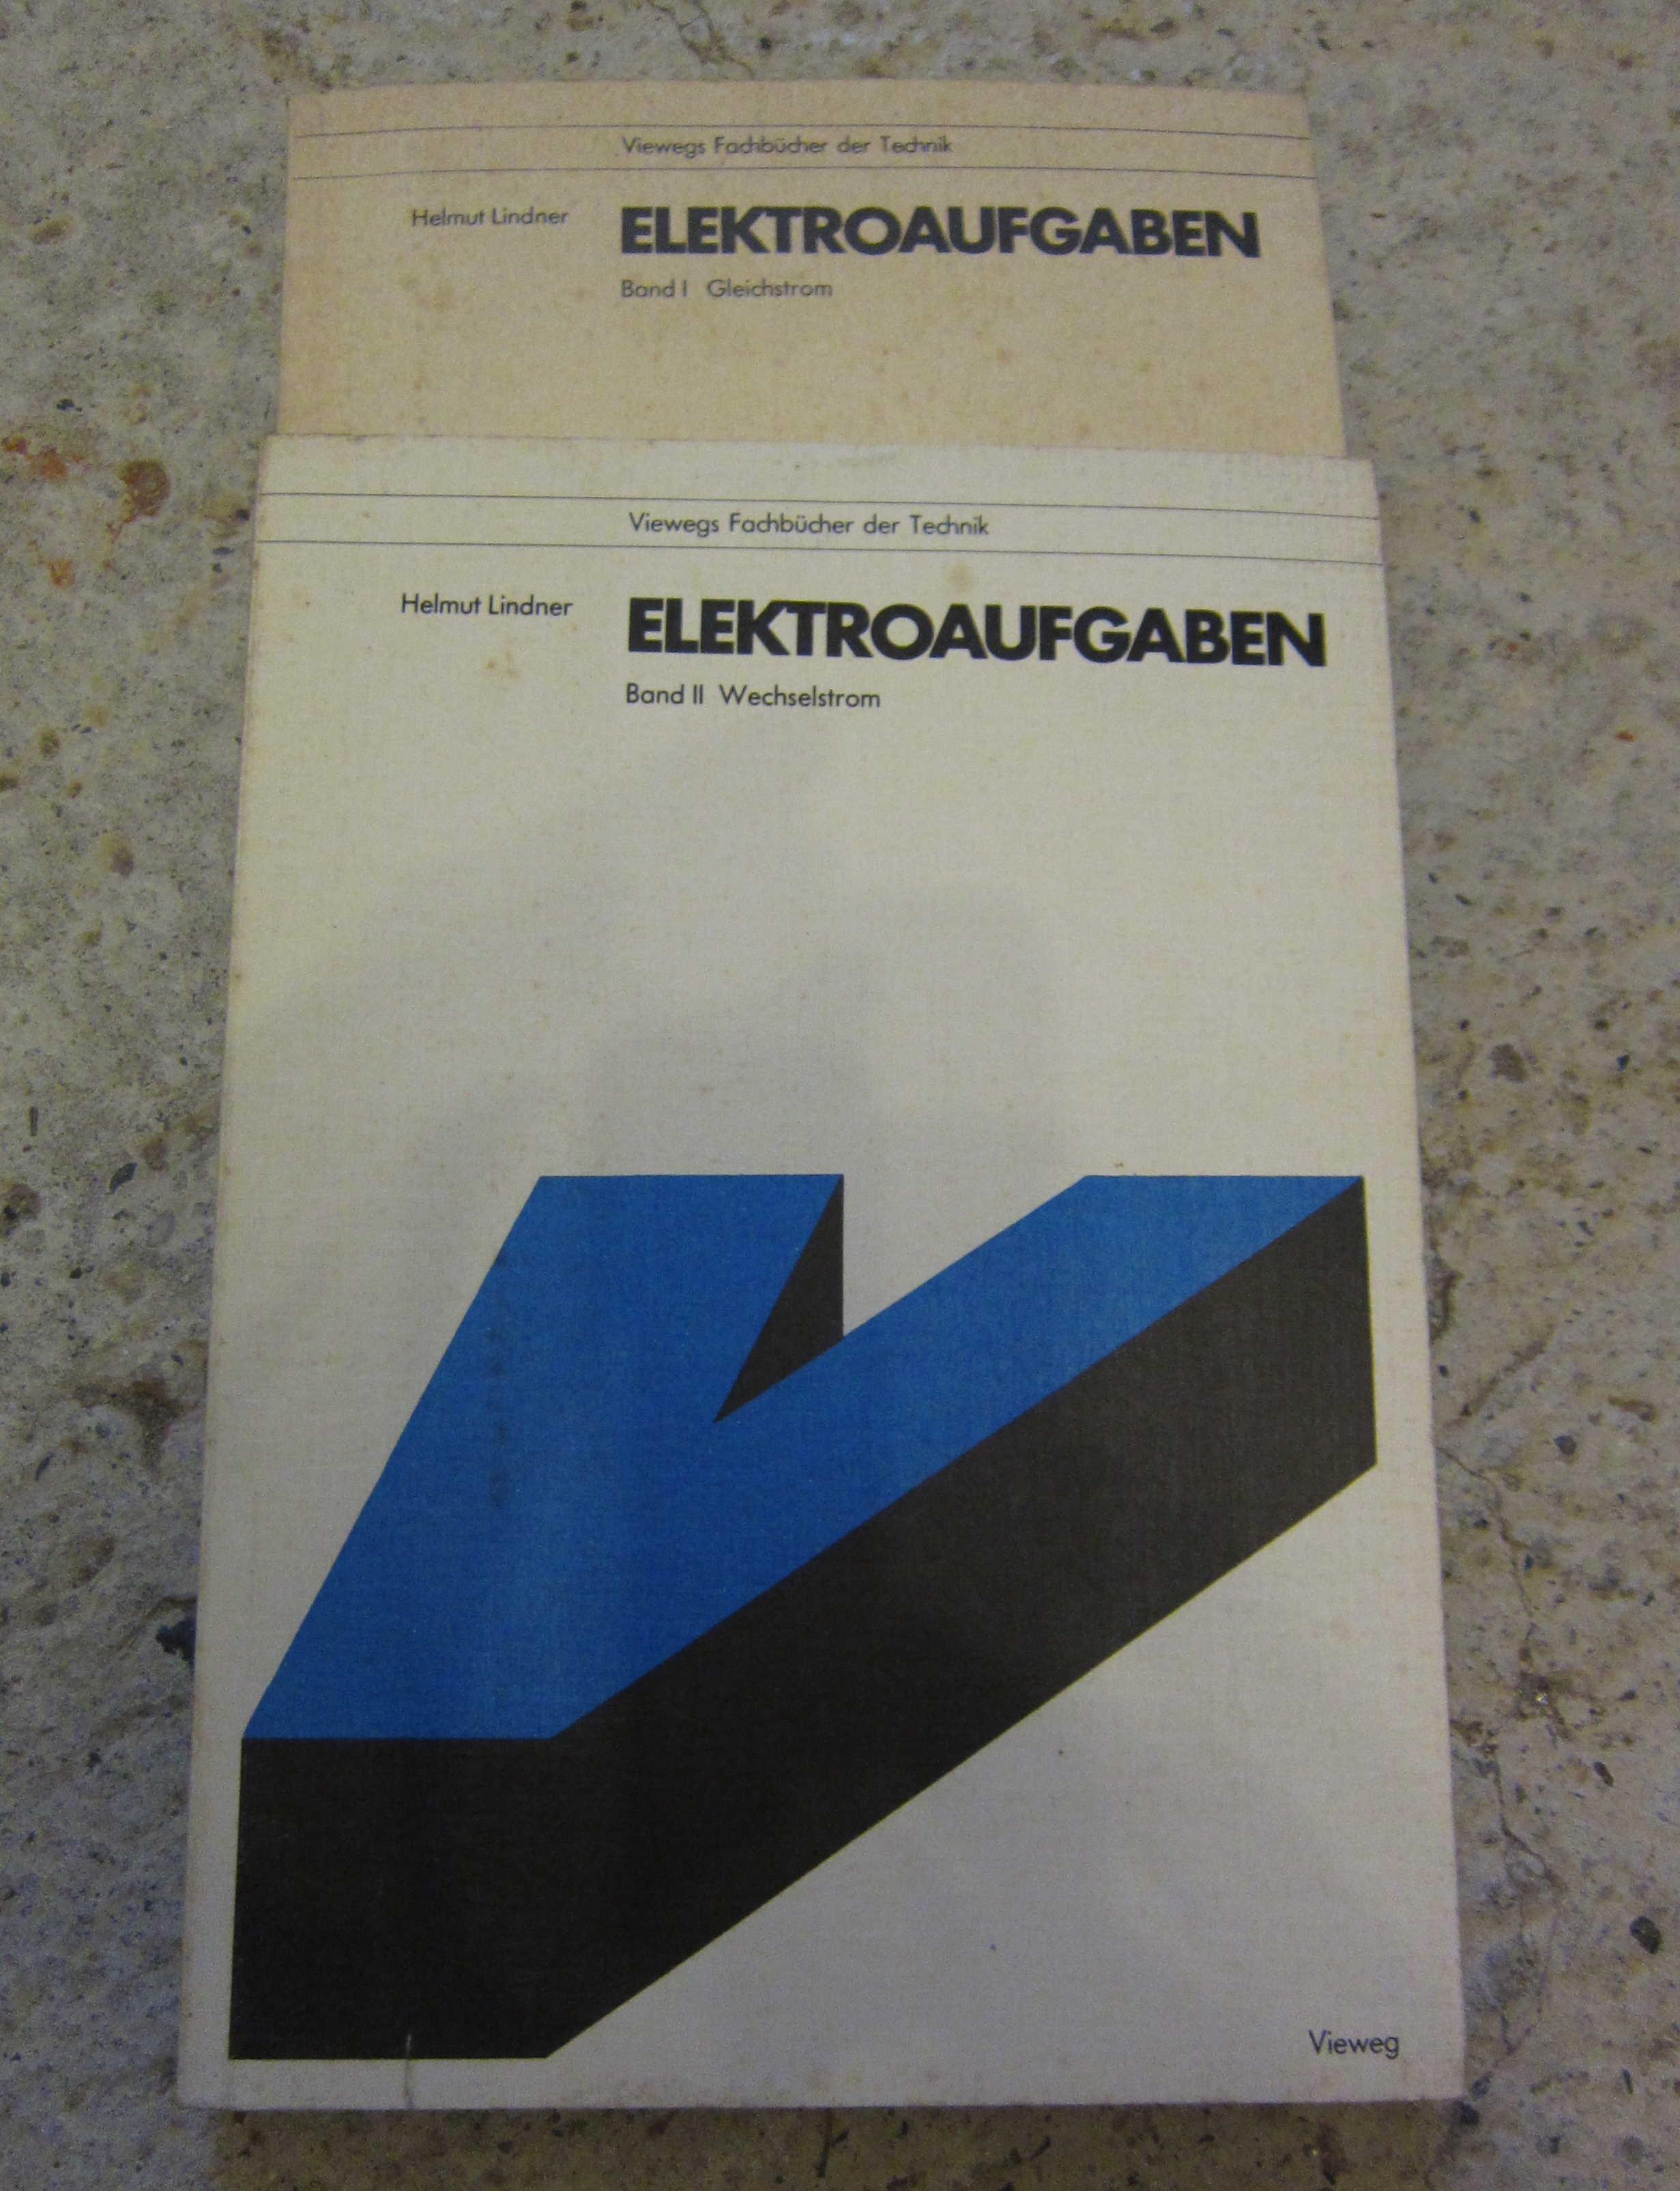 Viewegs Fachbücher der Technik
Helmut Lindner ELEKTROAUFGABEN
Band I Gleichstrom
Viewegs Fachbücher der Technik
Helmut Lindner ELEKTROAUFGABEN
Band II Wechselstrom
Vieweg